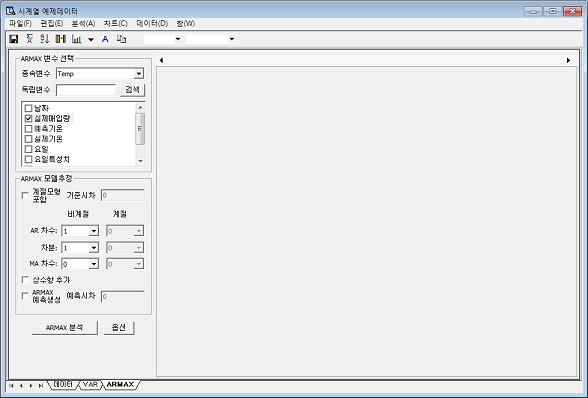 시계열 예제데이터
파일(F) 편집(E) 분석(A) 차트(C) 데이터(D) 창(W)
ARMAX 변수 선택
종속변수 Temp
독립변수 검색
날짜
실제매입량
예측기온
실제기온
요일
요일특성치
ARMAX 모델추정
계절모형
포함 기준시차 0
비계절 계절
AR 차수: 1 0
차분: 1 0
MA 차수: 0 0
상수항 추가
ARMAX
예측생성 예측시차 0
ARMAX 분석 옵션
데이터 VAR ARMAX